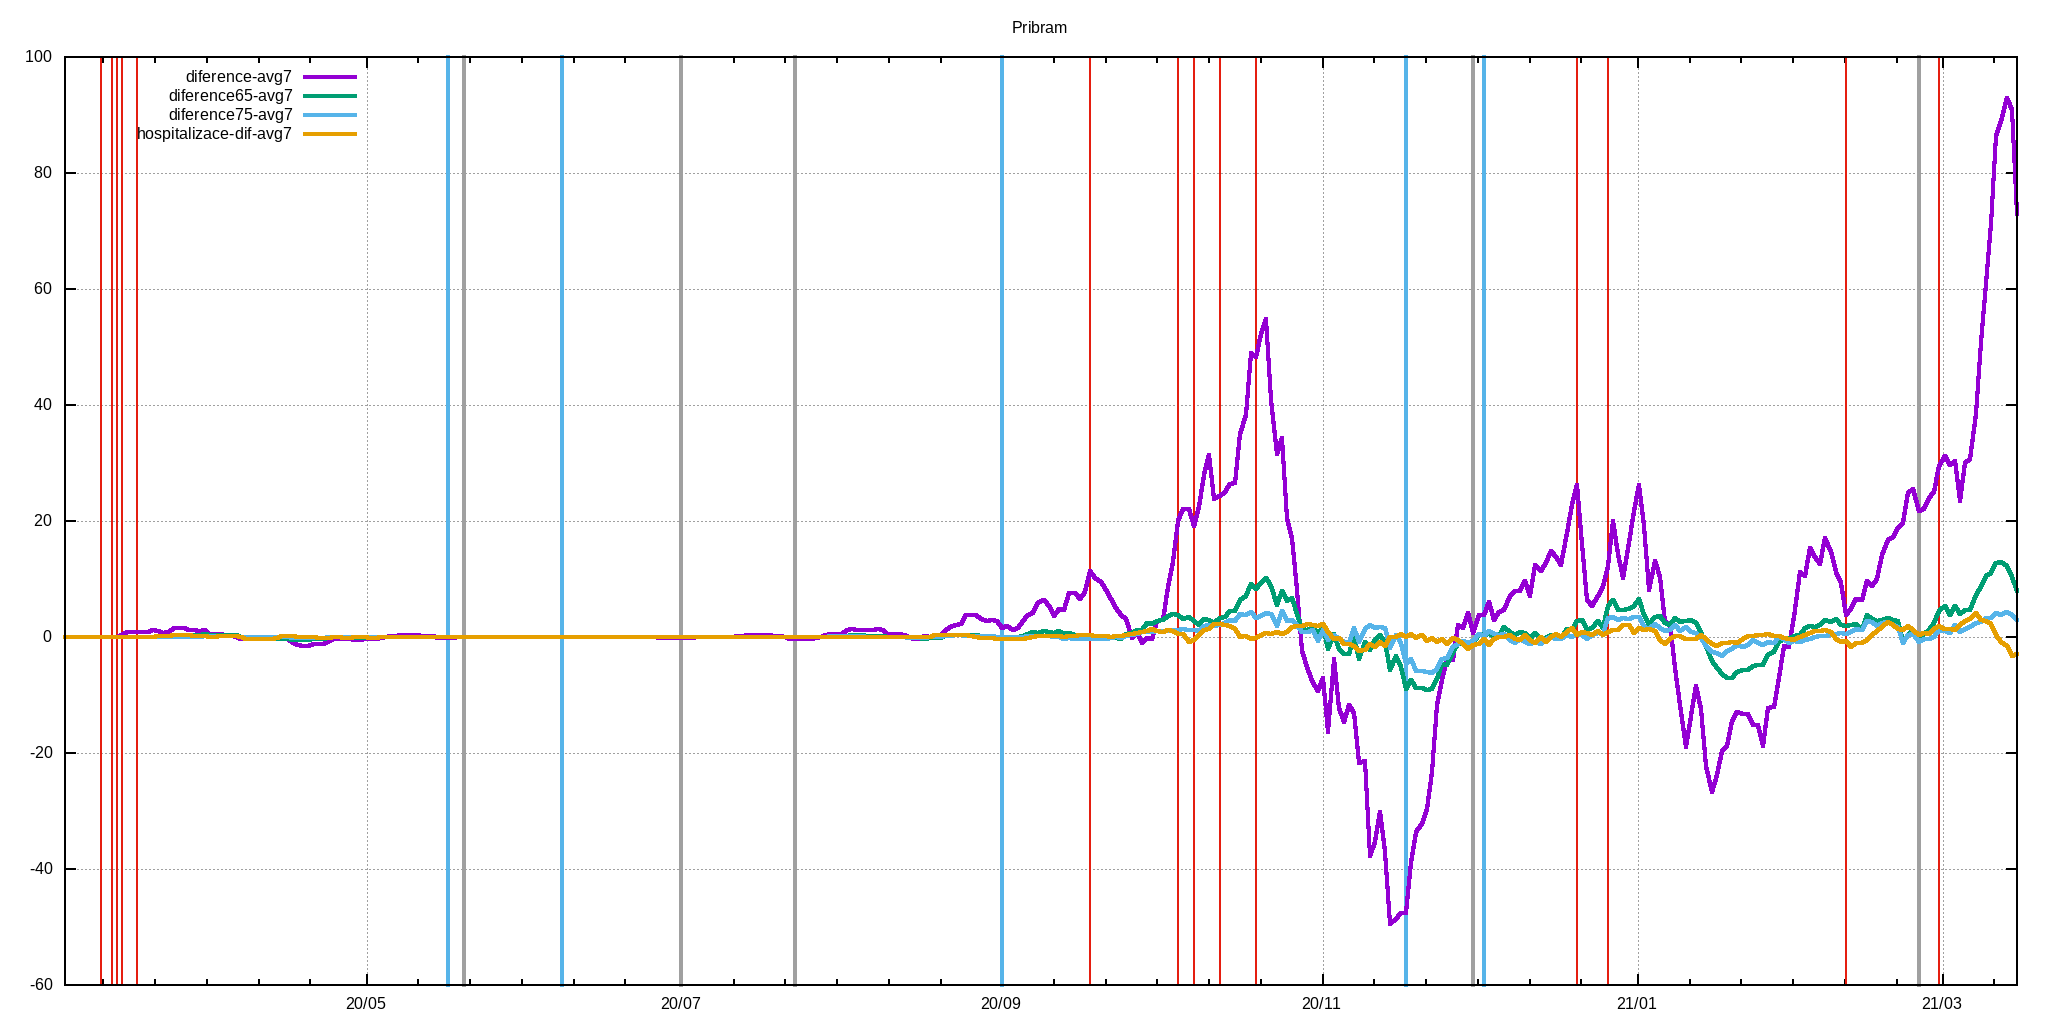 Pribram
diference-avg7
diference65-avg7
diference75-avg7
hospitalizace-dif-avg7
100
80
60
40
20
0
-20
-40
-60
20/05 20/07 20/09 20/11 21/01 21/03